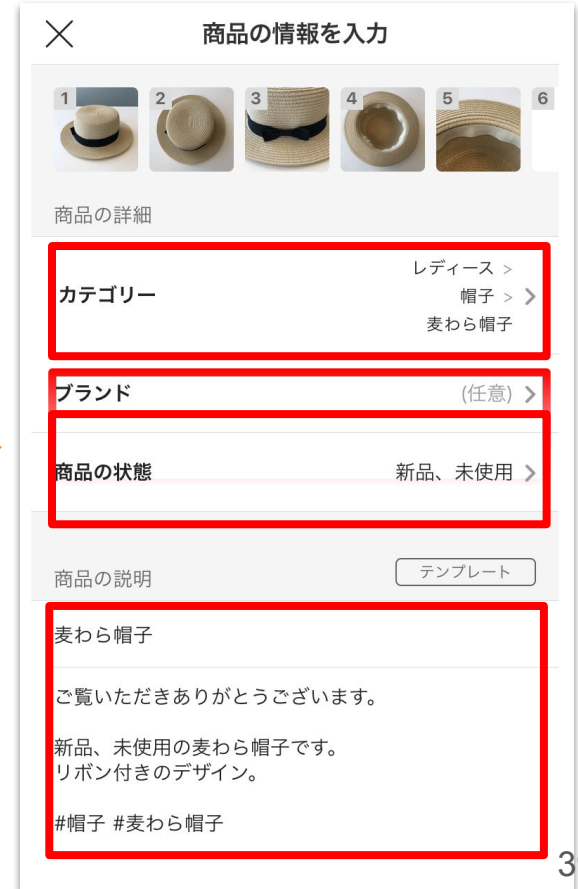 商品の情報を入力
1 2 3 4 5 6
商品の詳細
カテゴリー
レディース >
帽子 >
麦わら帽子
ブランド (任意)
商品の状態 新品、未使用
商品の説明 テンプレート
麦わら帽子
ご覧いただきありがとうございます。
新品、未使用の麦わら帽子です。
リボン付きのデザイン。
#帽子 #麦わら帽子